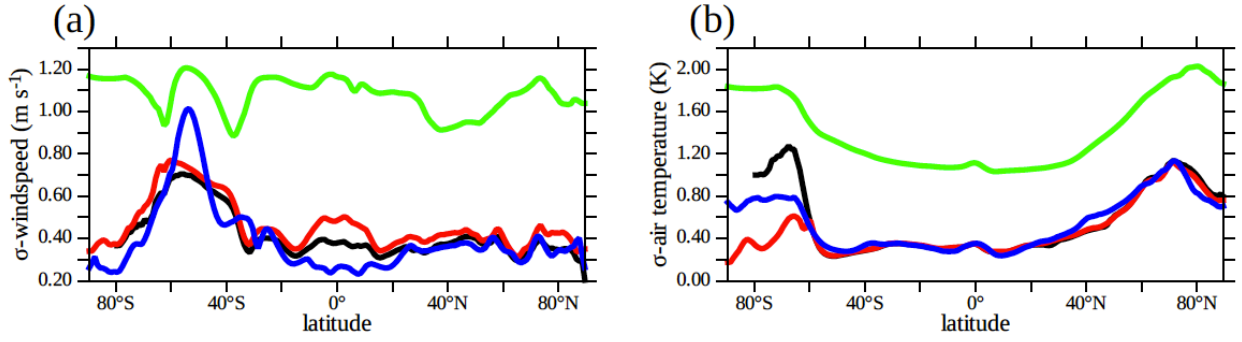 (a)
σ-windspeed (m s⁻¹)
1.20
1.00
0.80
0.60
0.40
0.20
80°S
40°S
0°
40°N
80°N
latitude
(b)
σ-air temperature (K)
2.00
1.60
1.20
0.80
0.40
0.00
80°S
40°S
0°
40°N
80°N
latitude